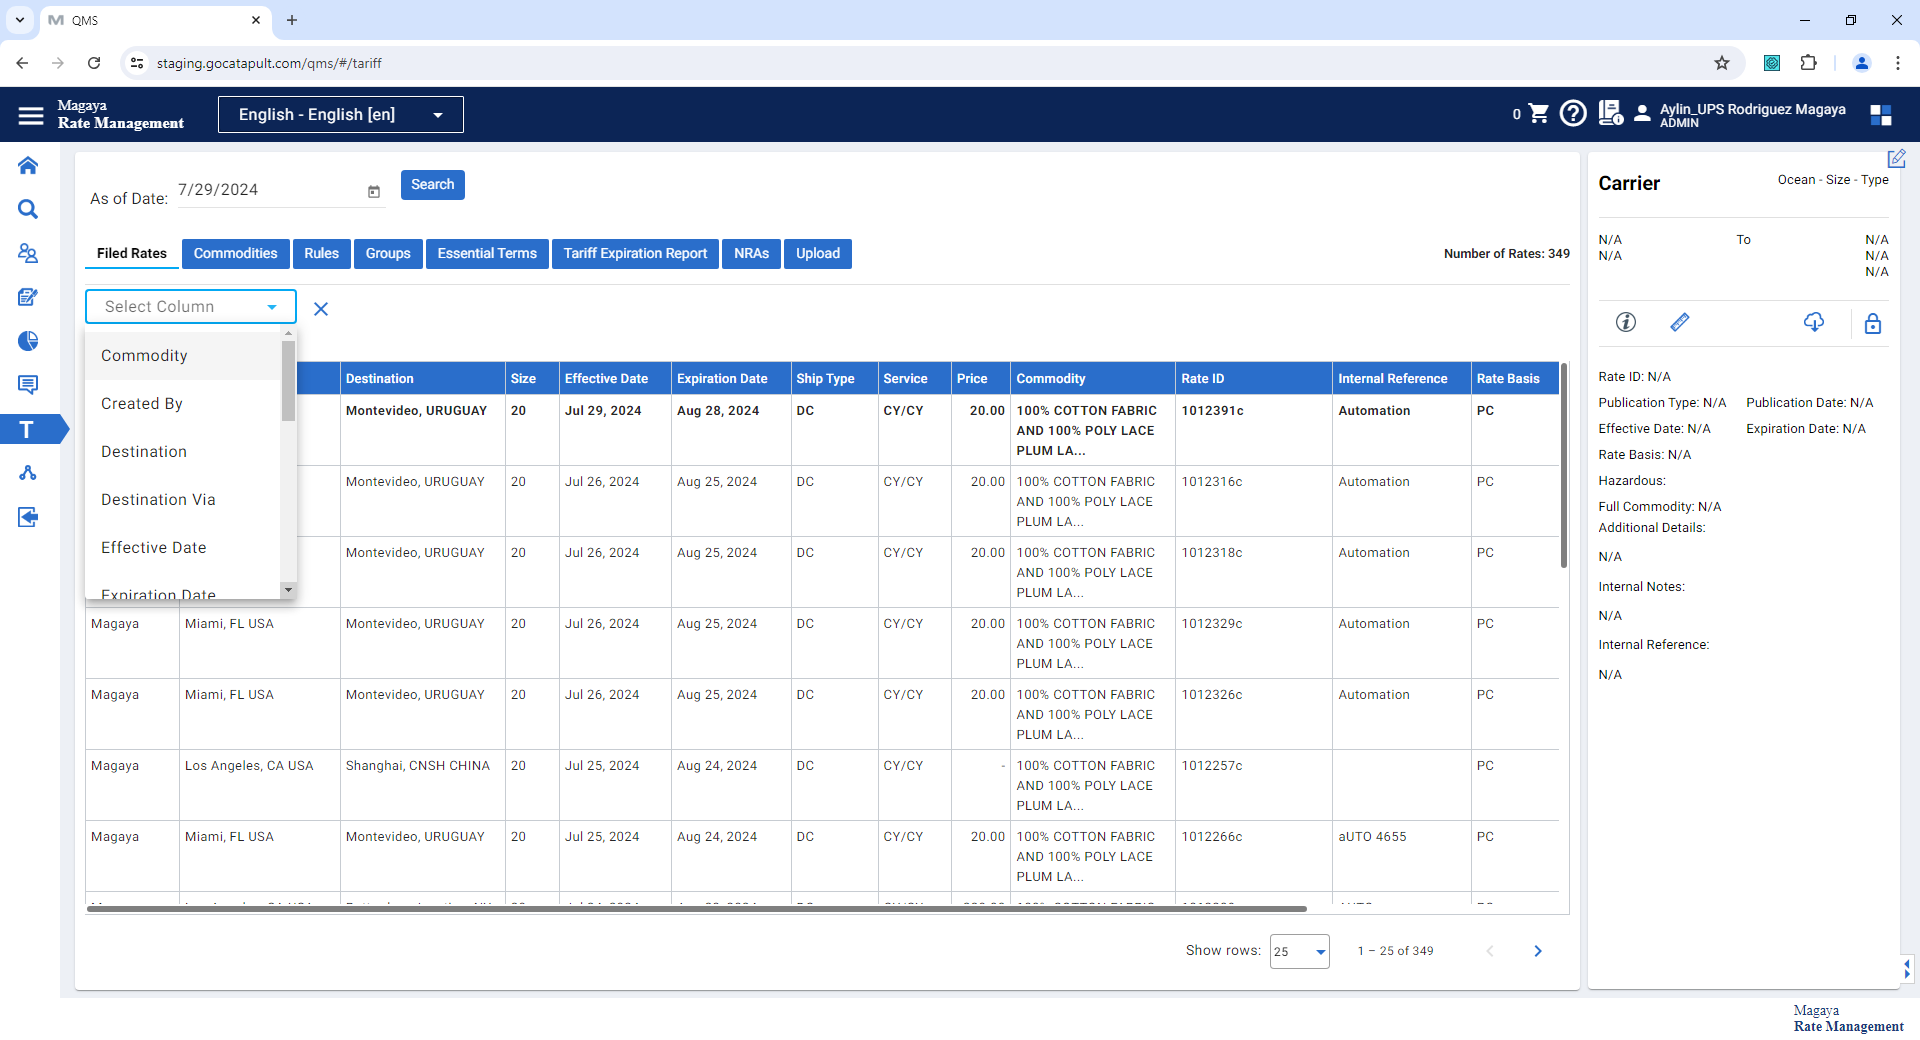 QMS
staging.gocatapult.com/qms/#/tariff
Magaya
Rate Management
English - English [en]
0
Aylin_UPS Rodriguez Magaya
ADMIN
As of Date:
7/29/2024
Search
Filed Rates
Commodities
Rules
Groups
Essential Terms
Tariff Expiration Report
NRAs
Upload
Number of Rates: 349
Select Column
Commodity
Created By
Destination
Destination Via
Effective Date
Expiration Date
Destination Size Effective Date Expiration Date Ship Type Service Price Commodity Rate ID Internal Reference Rate Basis
Montevideo, URUGUAY 20 Jul 29, 2024 Aug 28, 2024 DC CY/CY 20.00 100% COTTON FABRIC 1012391c Automation PC
AND 100% POLY LACE
PLUM LA...
Montevideo, URUGUAY 20 Jul 26, 2024 Aug 25, 2024 DC CY/CY 20.00 100% COTTON FABRIC 1012316c Automation PC
AND 100% POLY LACE
PLUM LA...
Montevideo, URUGUAY 20 Jul 26, 2024 Aug 25, 2024 DC CY/CY 20.00 100% COTTON FABRIC 1012318c Automation PC
AND 100% POLY LACE
PLUM LA...
Magaya Miami, FL USA Montevideo, URUGUAY 20 Jul 26, 2024 Aug 25, 2024 DC CY/CY 20.00 100% COTTON FABRIC 1012329c Automation PC
AND 100% POLY LACE
PLUM LA...
Magaya Miami, FL USA Montevideo, URUGUAY 20 Jul 26, 2024 Aug 25, 2024 DC CY/CY 20.00 100% COTTON FABRIC 1012326c Automation PC
AND 100% POLY LACE
PLUM LA...
Magaya Los Angeles, CA USA Shanghai, CNSH CHINA 20 Jul 25, 2024 Aug 24, 2024 DC CY/CY - 100% COTTON FABRIC 1012257c PC
AND 100% POLY LACE
PLUM LA...
Magaya Miami, FL USA Montevideo, URUGUAY 20 Jul 25, 2024 Aug 24, 2024 DC CY/CY 20.00 100% COTTON FABRIC 1012266c aUTO 4655 PC
AND 100% POLY LACE
PLUM LA...
Show rows: 25 1 – 25 of 349
Carrier
Ocean - Size - Type
N/A To N/A
N/A N/A
N/A
Rate ID: N/A
Publication Type: N/A Publication Date: N/A
Effective Date: N/A Expiration Date: N/A
Rate Basis: N/A
Hazardous:
Full Commodity: N/A
Additional Details:
N/A
Internal Notes:
N/A
Internal Reference:
N/A
T
Magaya
Rate Management